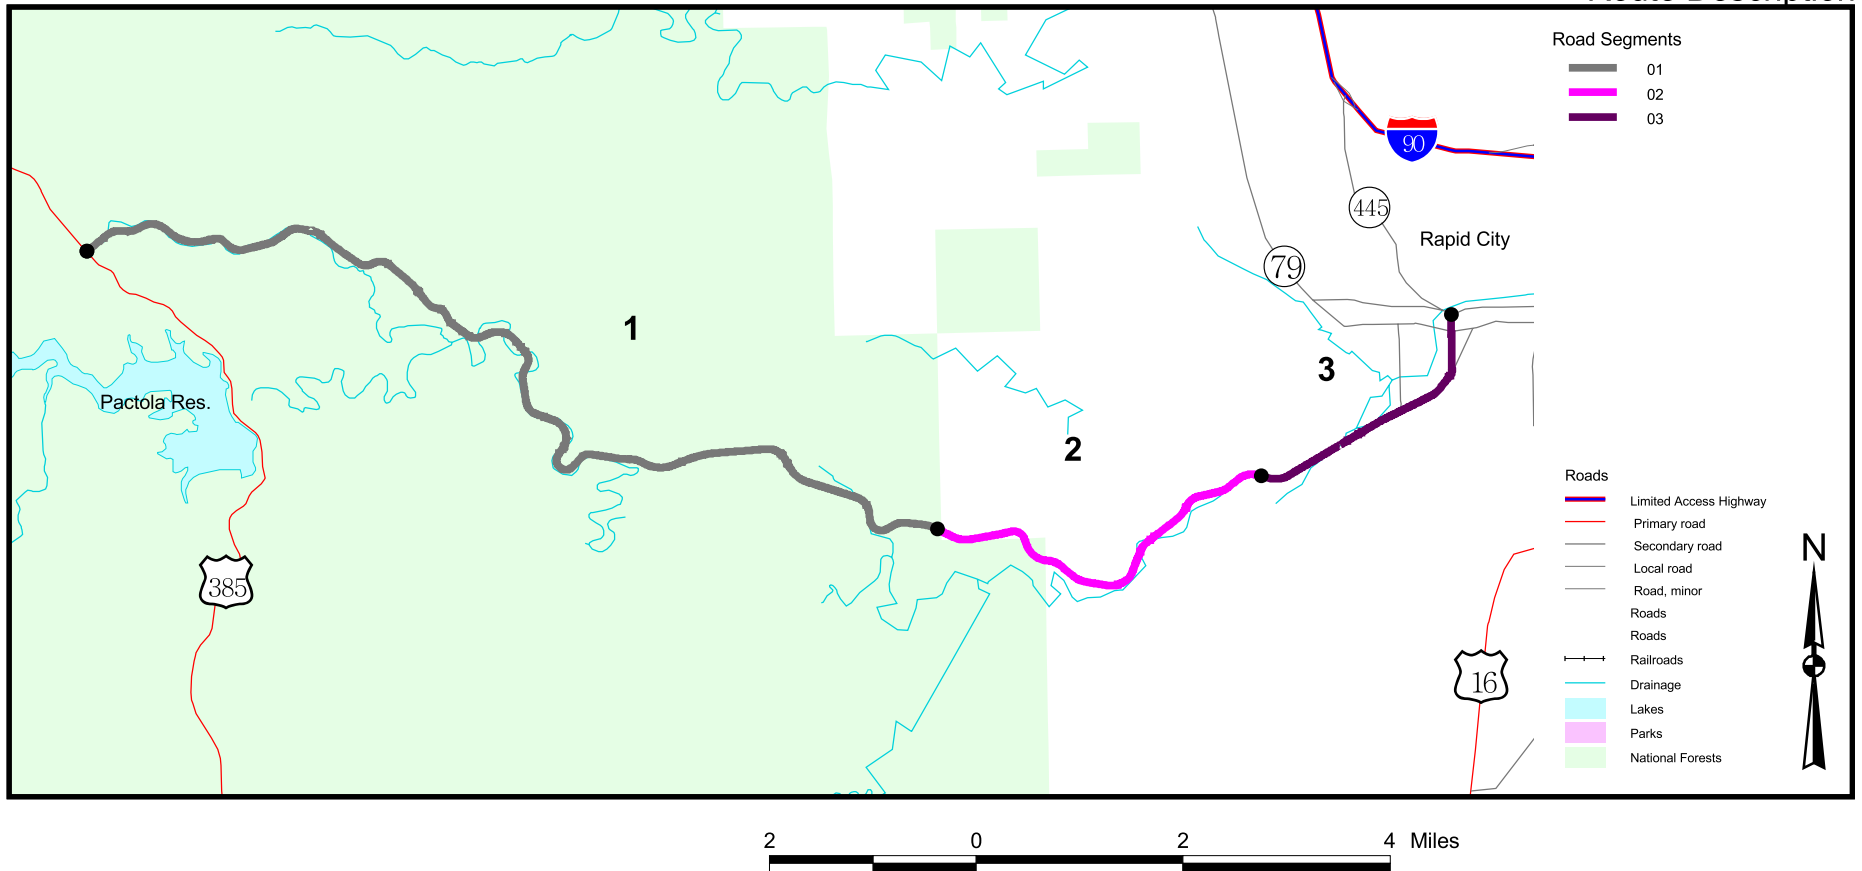 Route Description
Road Segments
01
02
03
90
445
Rapid City
79
1
3
Pactola Res.
2
Roads
Limited Access Highway
Primary road
Secondary road
Local road
Road, minor
Roads
Roads
Railroads
Drainage
Lakes
Parks
National Forests
N
385
16
2 0 2 4 Miles